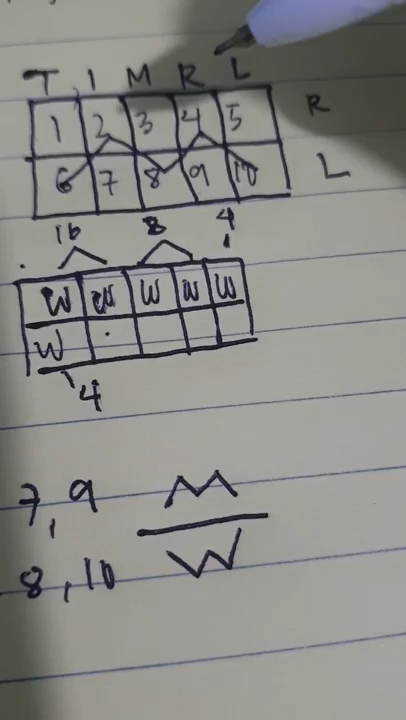 T I M R L
1 2 3 4 5 R
6 7 8 9 10 L
16 8 4
W W W W W
W
4
7, 9 M
8, 10 W